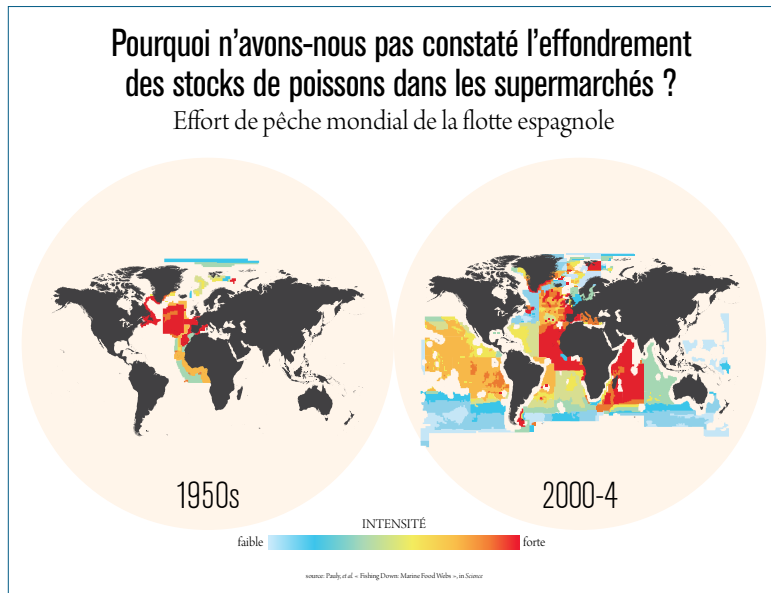 Pourquoi n’avons-nous pas constaté l’effondrement
des stocks de poissons dans les supermarchés ?
Effort de pêche mondial de la flotte espagnole
1950s
2000-4
INTENSITÉ
faible
forte
source: Pauly, et al. « Fishing Down: Marine Food Webs », in Science